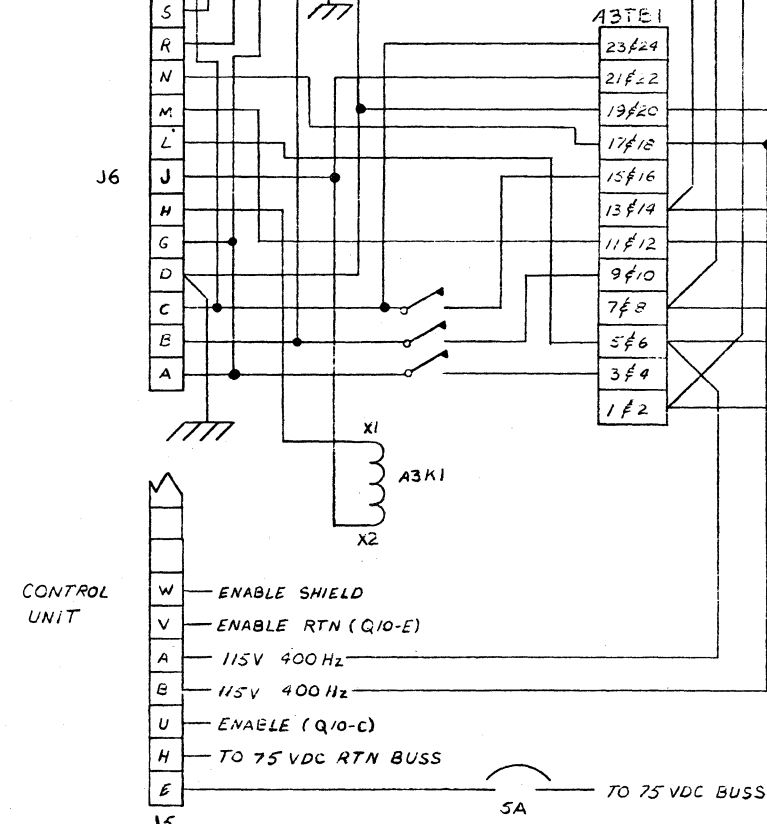 A3TB1
S
R
N
M
L
J
H
G
D
C
B
A
J6
23 & 24
21 & 22
19 & 20
17 & 18
15 & 16
13 & 14
11 & 12
9 & 10
7 & 8
5 & 6
3 & 4
1 & 2
X1
A3K1
X2
CONTROL
UNIT
W ENABLE SHIELD
V ENABLE RTN (Q10-E)
A 115V 400 Hz
B 115V 400 Hz
U ENABLE (Q10-C)
H TO 75 VDC RTN BUSS
E TO 75 VDC BUSS
5A